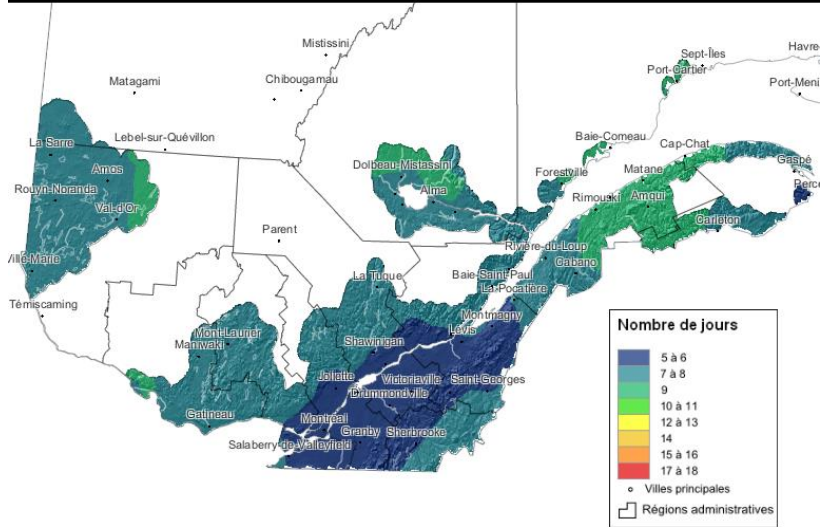 Mistissini
Sept-Îles
Havre-
Port-Cartier
Matagami
Chibougamau
Port-Meni
Lebel-sur-Quévillon
Baie-Comeau
Cap-Chat
La Sarre
Dolbeau-Mistassini
Forestville
Matane
Gaspé
Amos
Alma
Rimouski
Amqui
Percé
Rouyn-Noranda
Val-d'Or
Carleton
Parent
Rivière-du-Loup
Ville-Marie
Cabano
La Tuque
Baie-Saint-Paul
La-Pocatière
Témiscaming
Montmagny
Mont-Laurier
Lévis
Maniwaki
Shawinigan
Joliette
Victoriaville
Saint-Georges
Drummondville
Gatineau
Montréal
Granby
Sherbrooke
Salaberry-de-Valleyfield
Nombre de jours
5 à 6
7 à 8
9
10 à 11
12 à 13
14
15 à 16
17 à 18
Villes principales
Régions administratives